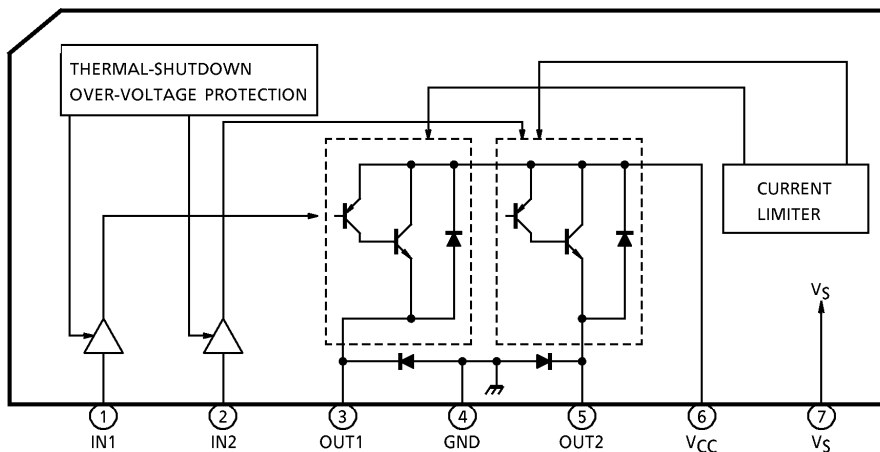 THERMAL-SHUTDOWN
OVER-VOLTAGE PROTECTION
CURRENT
LIMITER
VS
1 2 3 4 5 6 7
IN1 IN2 OUT1 GND OUT2 VCC VS